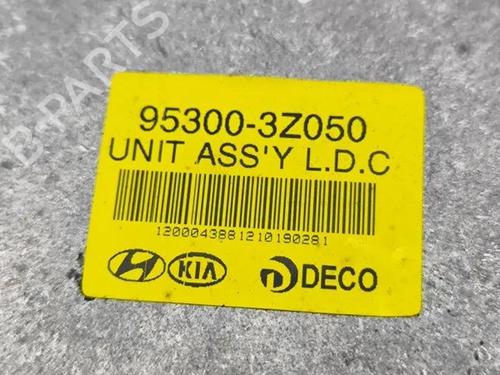 B-PARTS
95300-3Z050
UNIT ASS'Y L.D.C
1200043881210190281
KIA
DECO